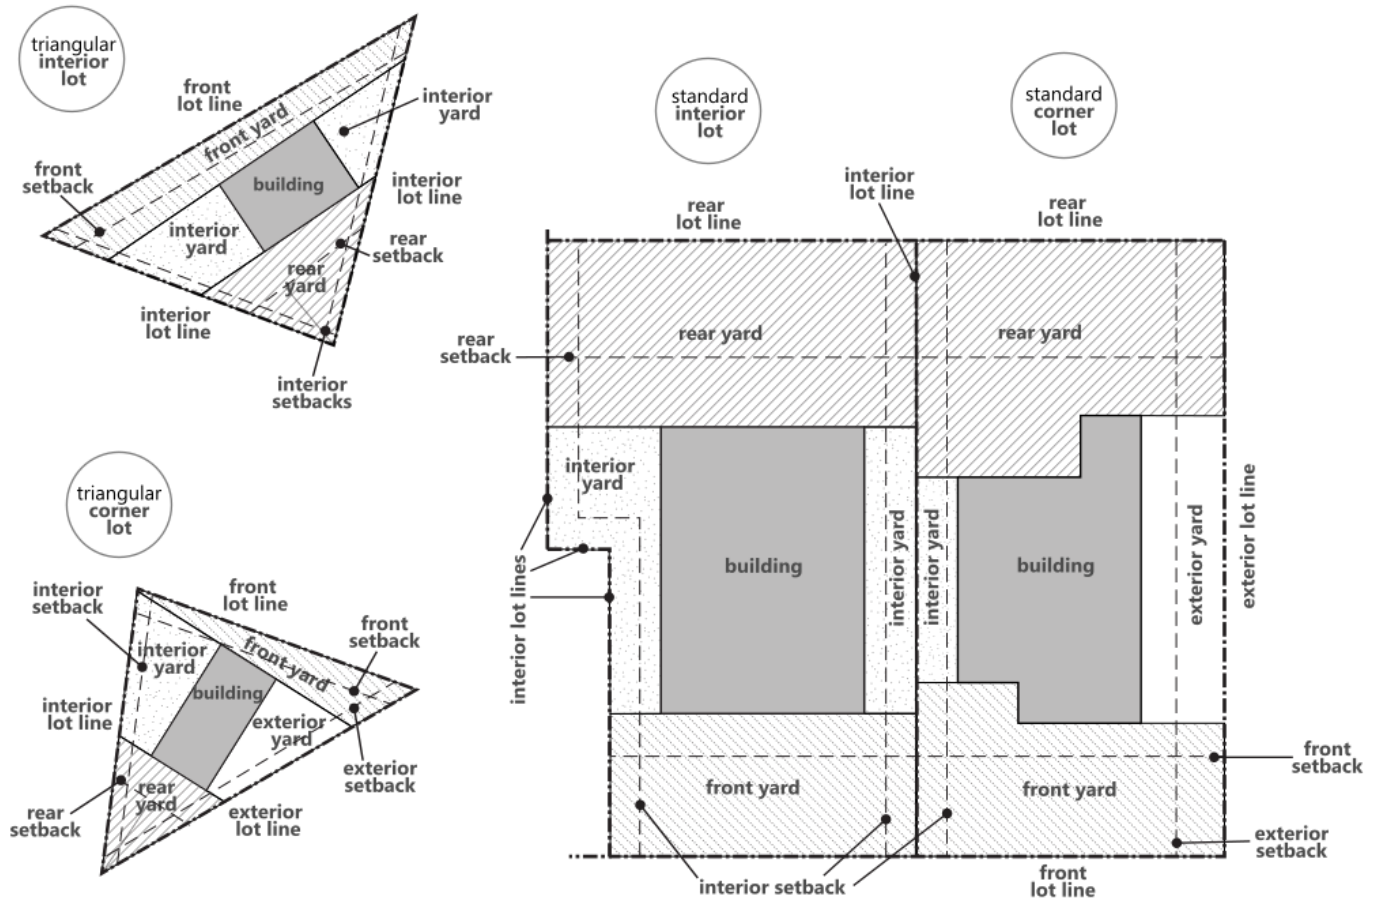 triangular
interior
lot
front
lot line
interior
yard
front yard
front
setback
building
interior
lot line
interior
yard
rear
setback
rear
yard
interior
lot line
interior
setbacks
triangular
corner
lot
interior
setback
front
lot line
front
setback
interior
yard
front yard
building
interior
lot line
exterior
yard
exterior
setback
rear
yard
rear
setback
exterior
lot line
standard
interior
lot
standard
corner
lot
interior
lot line
rear
lot line
rear
lot line
rear yard
rear yard
rear
setback
interior
yard
interior lot lines
building
interior yard
interior yard
building
exterior yard
exterior lot line
front yard
front yard
front
setback
exterior
setback
interior setback
front
lot line